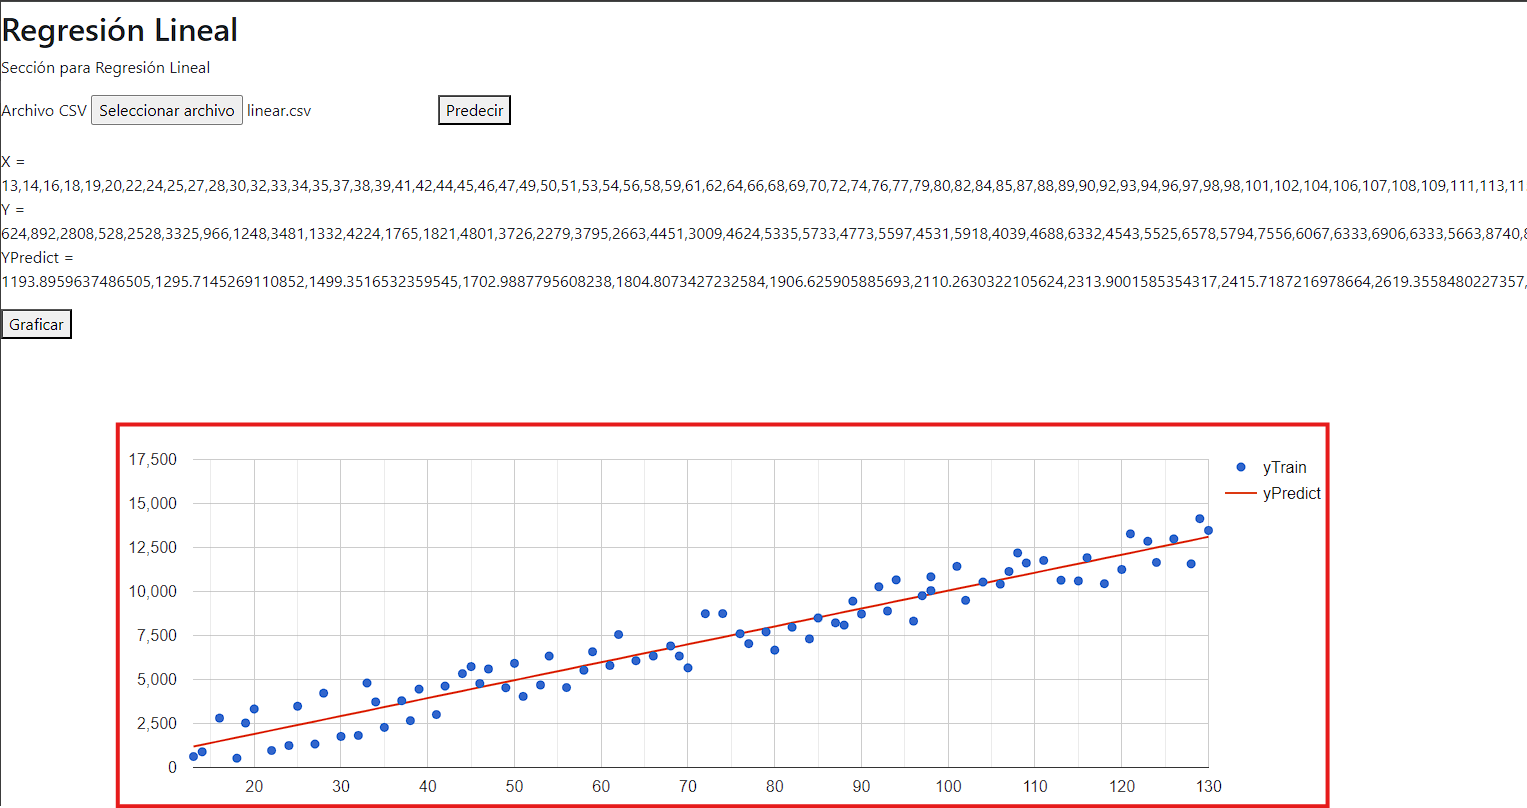 Regresión Lineal
Sección para Regresión Lineal
Archivo CSV Seleccionar archivo linear.csv Predecir
X =
13,14,16,18,19,20,22,24,25,27,28,30,32,33,34,35,37,38,39,41,42,44,45,46,47,49,50,51,53,54,56,58,59,61,62,64,66,68,69,70,72,74,76,77,79,80,82,84,85,87,88,89,90,92,93,94,96,97,98,98,101,102,104,106,107,108,109,111,113,11
Y =
624,892,2808,528,2528,3325,966,1248,3481,1332,4224,1765,1821,4801,3726,2279,3795,2663,4451,3009,4624,5335,5733,4773,5597,4531,5918,4039,4688,6332,4543,5525,6578,5794,7556,6067,6333,6906,6333,5663,8740,8
YPredict =
1193.8959637486505,1295.7145269110852,1499.3516532359545,1702.9887795608238,1804.8073427232584,1906.625905885693,2110.2630322105624,2313.9001585354317,2415.7187216978664,2619.3558480227357,
Graficar
17,500
15,000
12,500
10,000
7,500
5,000
2,500
0
20 30 40 50 60 70 80 90 100 110 120 130
yTrain
yPredict